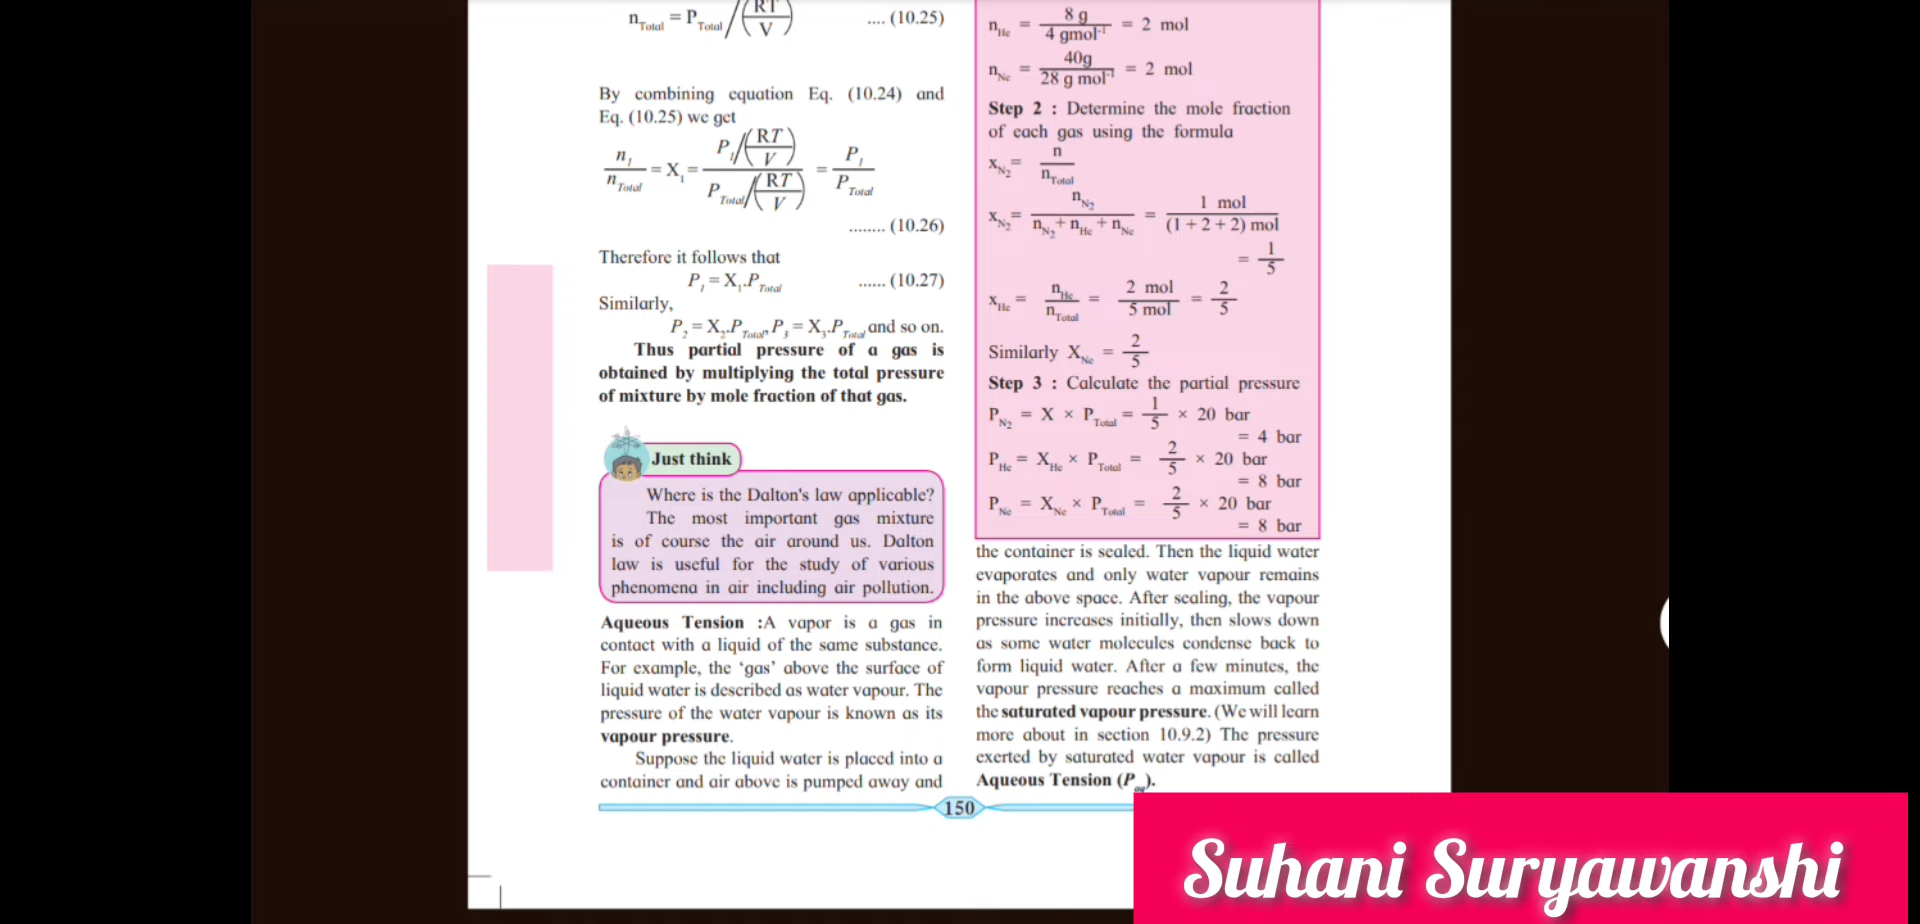 n_Total = P_Total / (RT/V) .... (10.25)
By combining equation Eq. (10.24) and
Eq. (10.25) we get
n_1/n_Total = X_1 = P_1/(RT/V) / P_Total/(RT/V) = P_1/P_Total
........ (10.26)
Therefore it follows that
P_1 = X_1.P_Total ...... (10.27)
Similarly,
P_2 = X_2.P_Total, P_3 = X_3.P_Total and so on.
Thus partial pressure of a gas is
obtained by multiplying the total pressure
of mixture by mole fraction of that gas.
Just think
Where is the Dalton's law applicable?
The most important gas mixture
is of course the air around us. Dalton
law is useful for the study of various
phenomena in air including air pollution.
Aqueous Tension :A vapor is a gas in
contact with a liquid of the same substance.
For example, the ‘gas’ above the surface of
liquid water is described as water vapour. The
pressure of the water vapour is known as its
vapour pressure.
Suppose the liquid water is placed into a
container and air above is pumped away and
n_He = 8 g / 4 gmol⁻¹ = 2 mol
n_Ne = 40g / 28 g mol⁻¹ = 2 mol
Step 2 : Determine the mole fraction
of each gas using the formula
x_N₂ = n / n_Total
x_N₂ = n_N₂ / n_N₂ + n_He + n_Ne = 1 mol / (1 + 2 + 2) mol
= 1/5
x_He = n_He / n_Total = 2 mol / 5 mol = 2/5
Similarly X_Ne = 2/5
Step 3 : Calculate the partial pressure
P_N₂ = X × P_Total = 1/5 × 20 bar
= 4 bar
P_He = X_He × P_Total = 2/5 × 20 bar
= 8 bar
P_Ne = X_Ne × P_Total = 2/5 × 20 bar
= 8 bar
the container is sealed. Then the liquid water
evaporates and only water vapour remains
in the above space. After sealing, the vapour
pressure increases initially, then slows down
as some water molecules condense back to
form liquid water. After a few minutes, the
vapour pressure reaches a maximum called
the saturated vapour pressure. (We will learn
more about in section 10.9.2) The pressure
exerted by saturated water vapour is called
Aqueous Tension (P_aq).
150
Suhani Suryawanshi